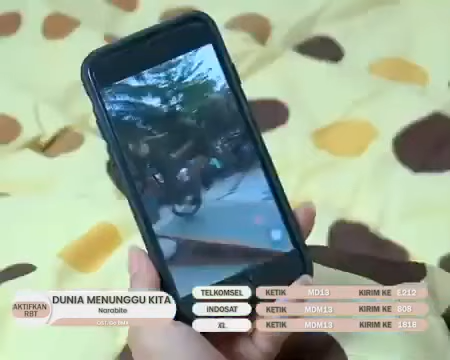 AKTIFKAN
RBT
DUNIA MENUNGGU KITA
Narabite
TELKOMSEL KETIK MD13 KIRIM KE 1212
INDOSAT KETIK MDM13 KIRIM KE 808
XL KETIK MDM13 KIRIM KE 1818